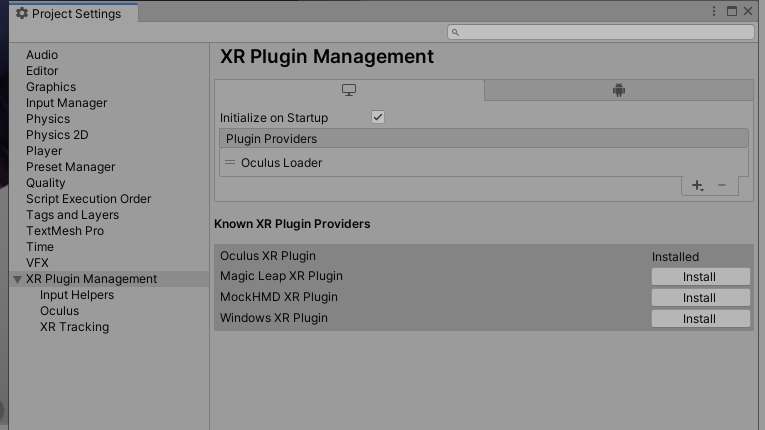 Project Settings
Audio
Editor
Graphics
Input Manager
Physics
Physics 2D
Player
Preset Manager
Quality
Script Execution Order
Tags and Layers
TextMesh Pro
Time
VFX
XR Plugin Management
Input Helpers
Oculus
XR Tracking
XR Plugin Management
Initialize on Startup
Plugin Providers
Oculus Loader
Known XR Plugin Providers
Oculus XR Plugin Installed
Magic Leap XR Plugin Install
MockHMD XR Plugin Install
Windows XR Plugin Install